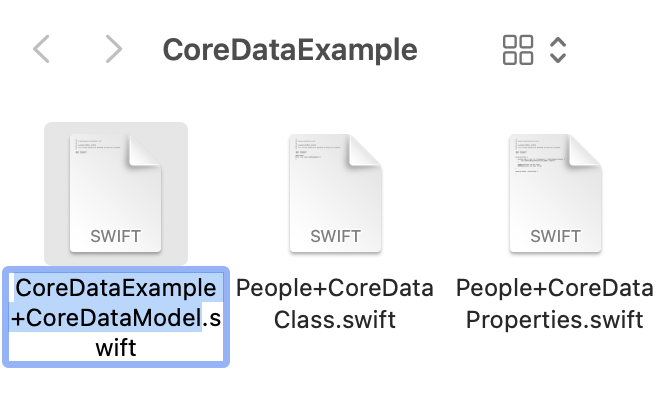 CoreDataExample
SWIFT
SWIFT
SWIFT
CoreDataExample
+CoreDataModel.s
wift
People+CoreData
Class.swift
People+CoreData
Properties.swift